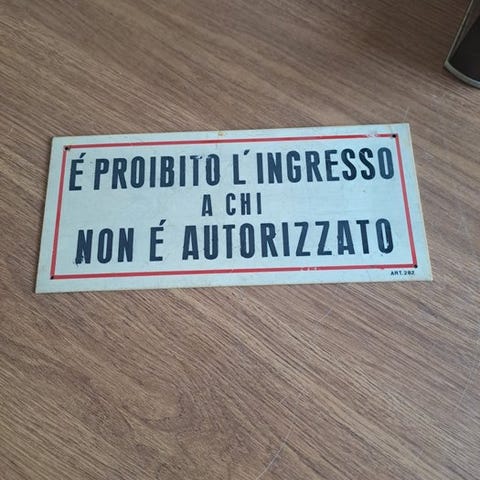 É PROIBITO L'INGRESSO
A CHI
NON É AUTORIZZATO
ART. 282